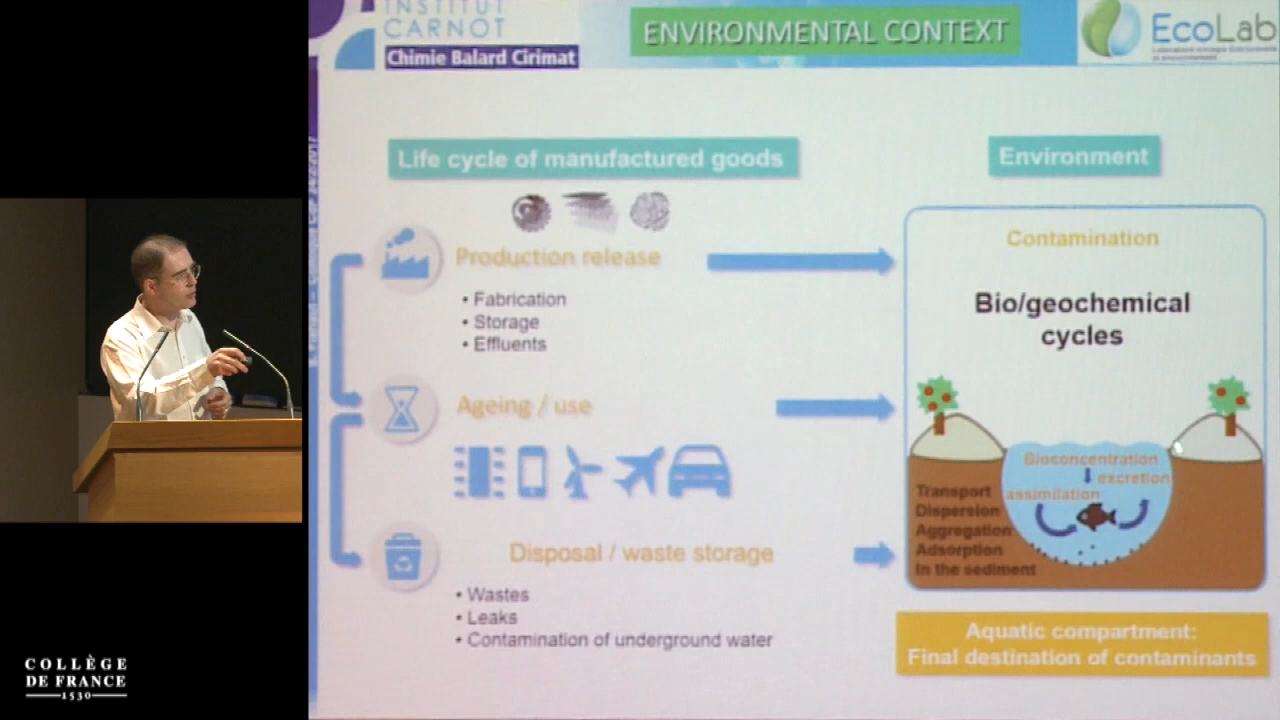 INSTITUT
CARNOT
Chimie Balard Cirimat
ENVIRONMENTAL CONTEXT
EcoLab
Life cycle of manufactured goods
Environment
Production release
• Fabrication
• Storage
• Effluents
Ageing / use
Disposal / waste storage
• Wastes
• Leaks
• Contamination of underground water
Contamination
Bio/geochemical
cycles
Bioconcentration
excretion
assimilation
Transport
Dispersion
Aggregation
Adsorption
In the sediment
Aquatic compartment:
Final destination of contaminants
COLLÈGE
DE FRANCE
1530